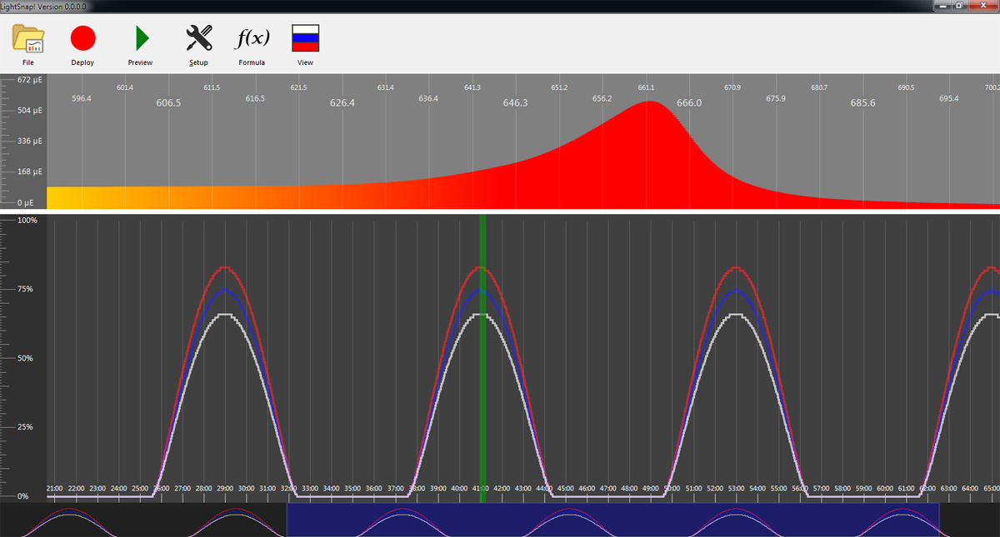 LightSnap! Version 0.0.0.0
File Deploy Preview Setup f(x) Formula View
672 µE 601.4 611.5 621.5 631.4 641.3 651.2 661.1 670.9 680.7 690.5 700.2
596.4 606.5 616.5 626.4 636.4 646.3 656.2 666.0 675.9 685.6 695.4
504 µE
336 µE
168 µE
0 µE
100%
75%
50%
25%
21:00 22:00 23:00 24:00 25:00 26:00 27:00 28:00 29:00 30:00 31:00 32:00 33:00 34:00 35:00 36:00 37:00 38:00 39:00 40:00 41:00 42:00 43:00 44:00 45:00 46:00 47:00 48:00 49:00 50:00 51:00 52:00 53:00 54:00 55:00 56:00 57:00 58:00 59:00 60:00 61:00 62:00 63:00 64:00 65:00
0%